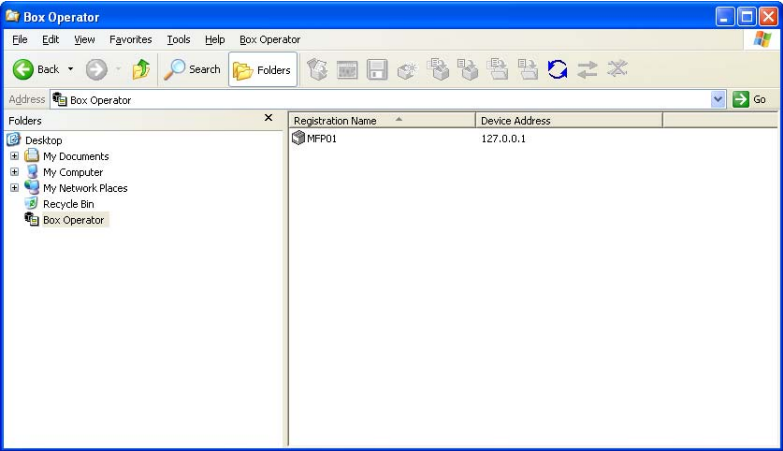 Box Operator
File Edit View Favorites Tools Help Box Operator
Back Search Folders
Address Box Operator Go
Folders x Registration Name Device Address
Desktop MFP01 127.0.0.1
My Documents
My Computer
My Network Places
Recycle Bin
Box Operator